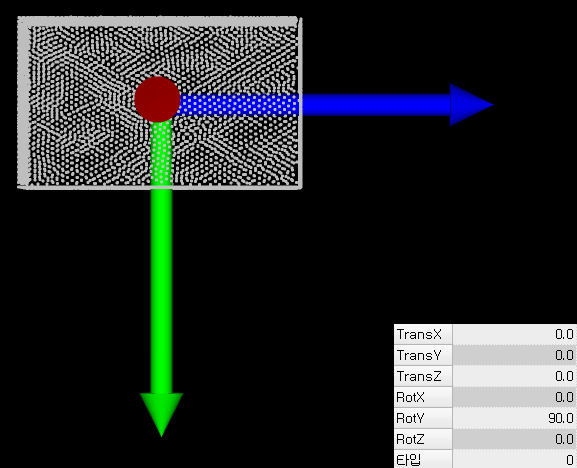 TransX 0.0
TransY 0.0
TransZ 0.0
RotX 0.0
RotY 90.0
RotZ 0.0
타입 0